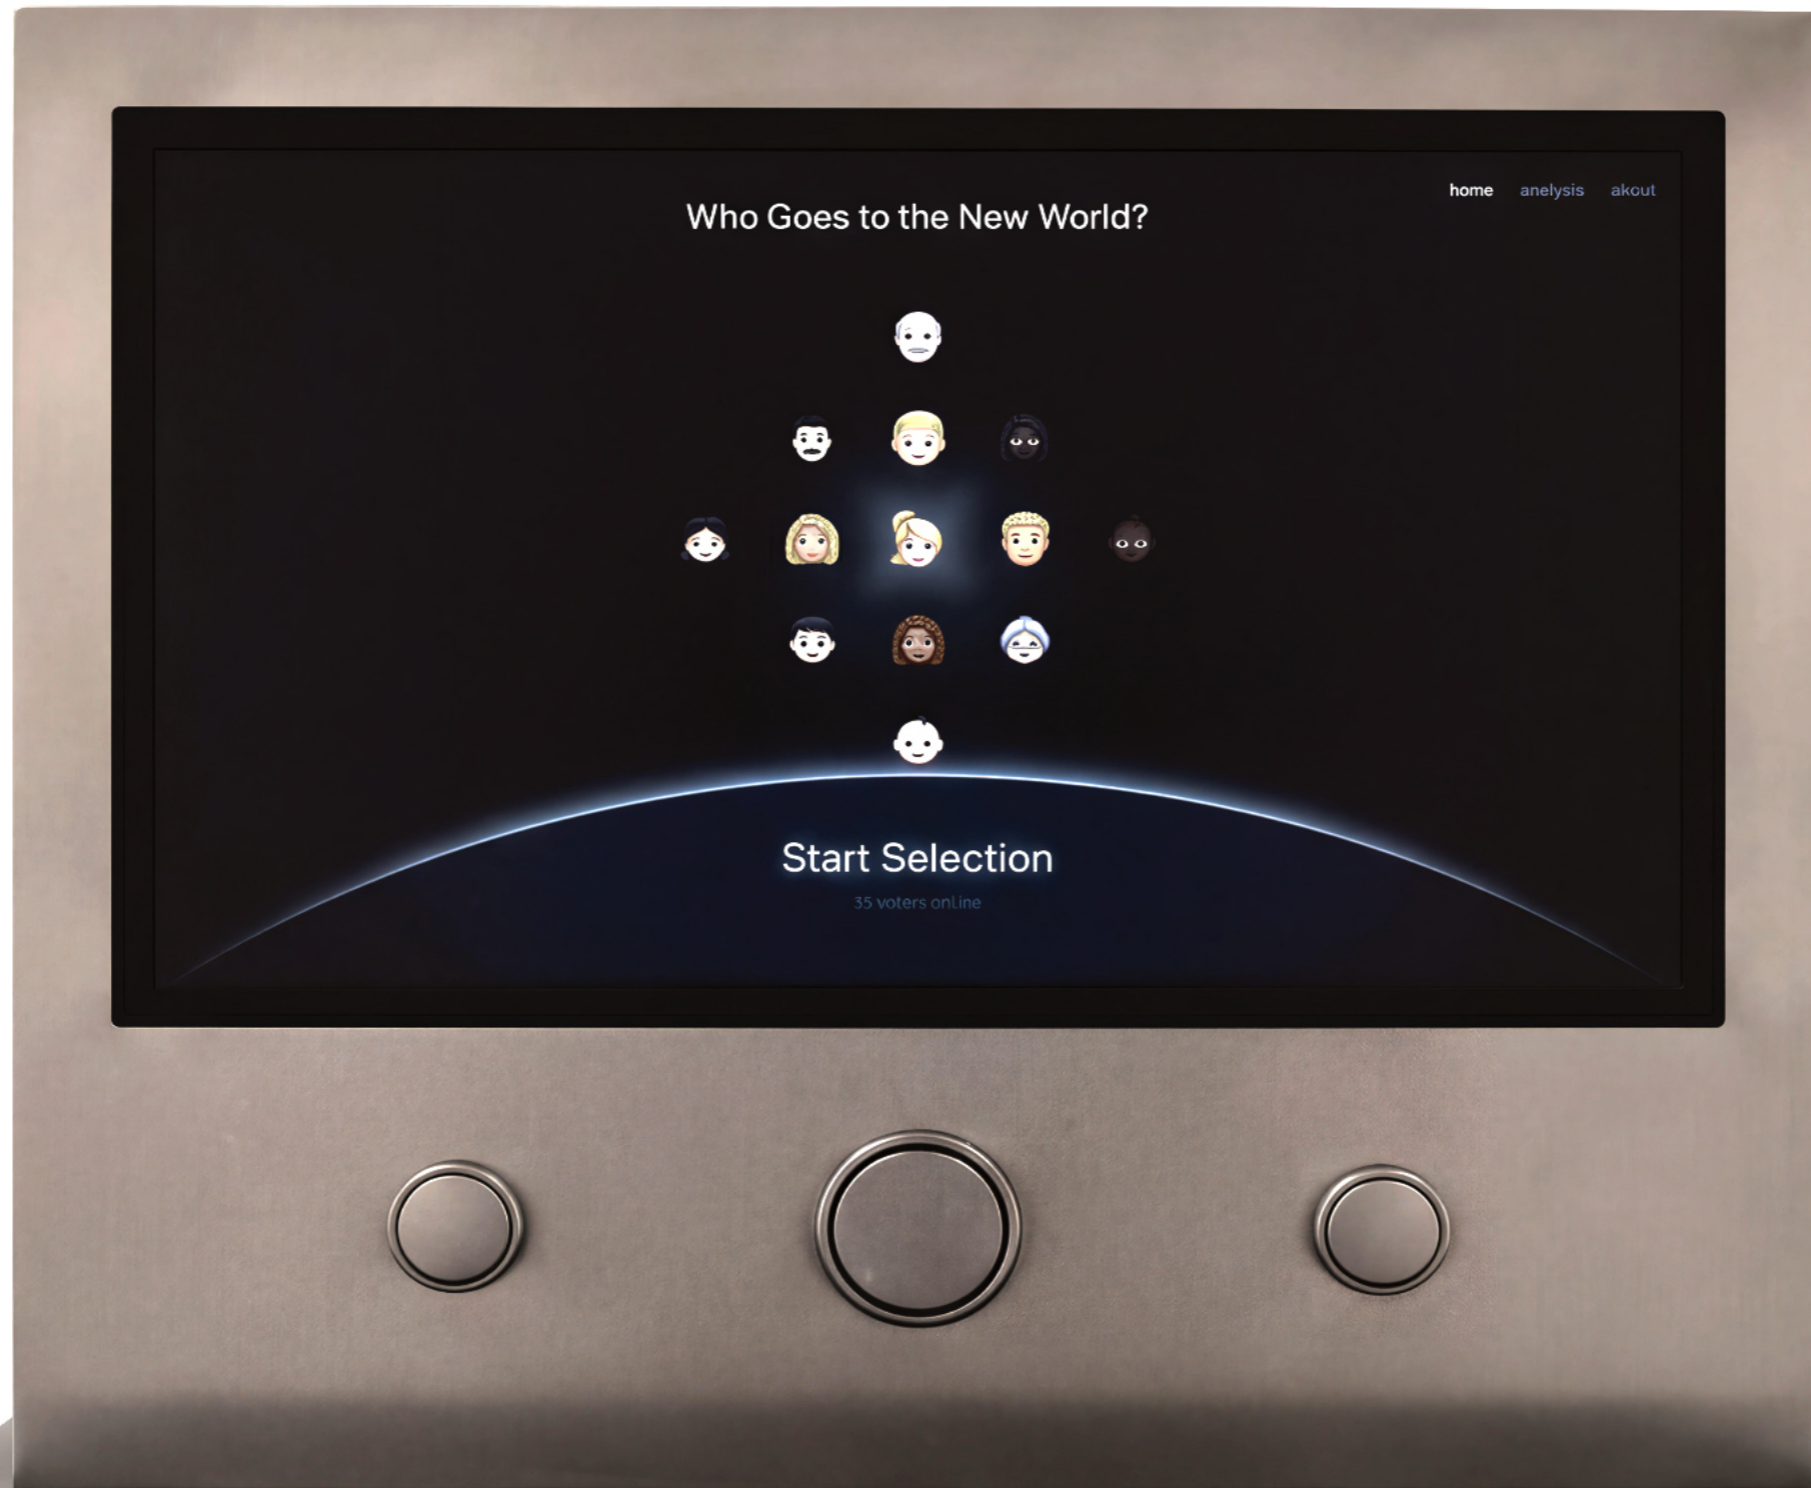 home anelysis akout
Who Goes to the New World?
Start Selection
35 voters online